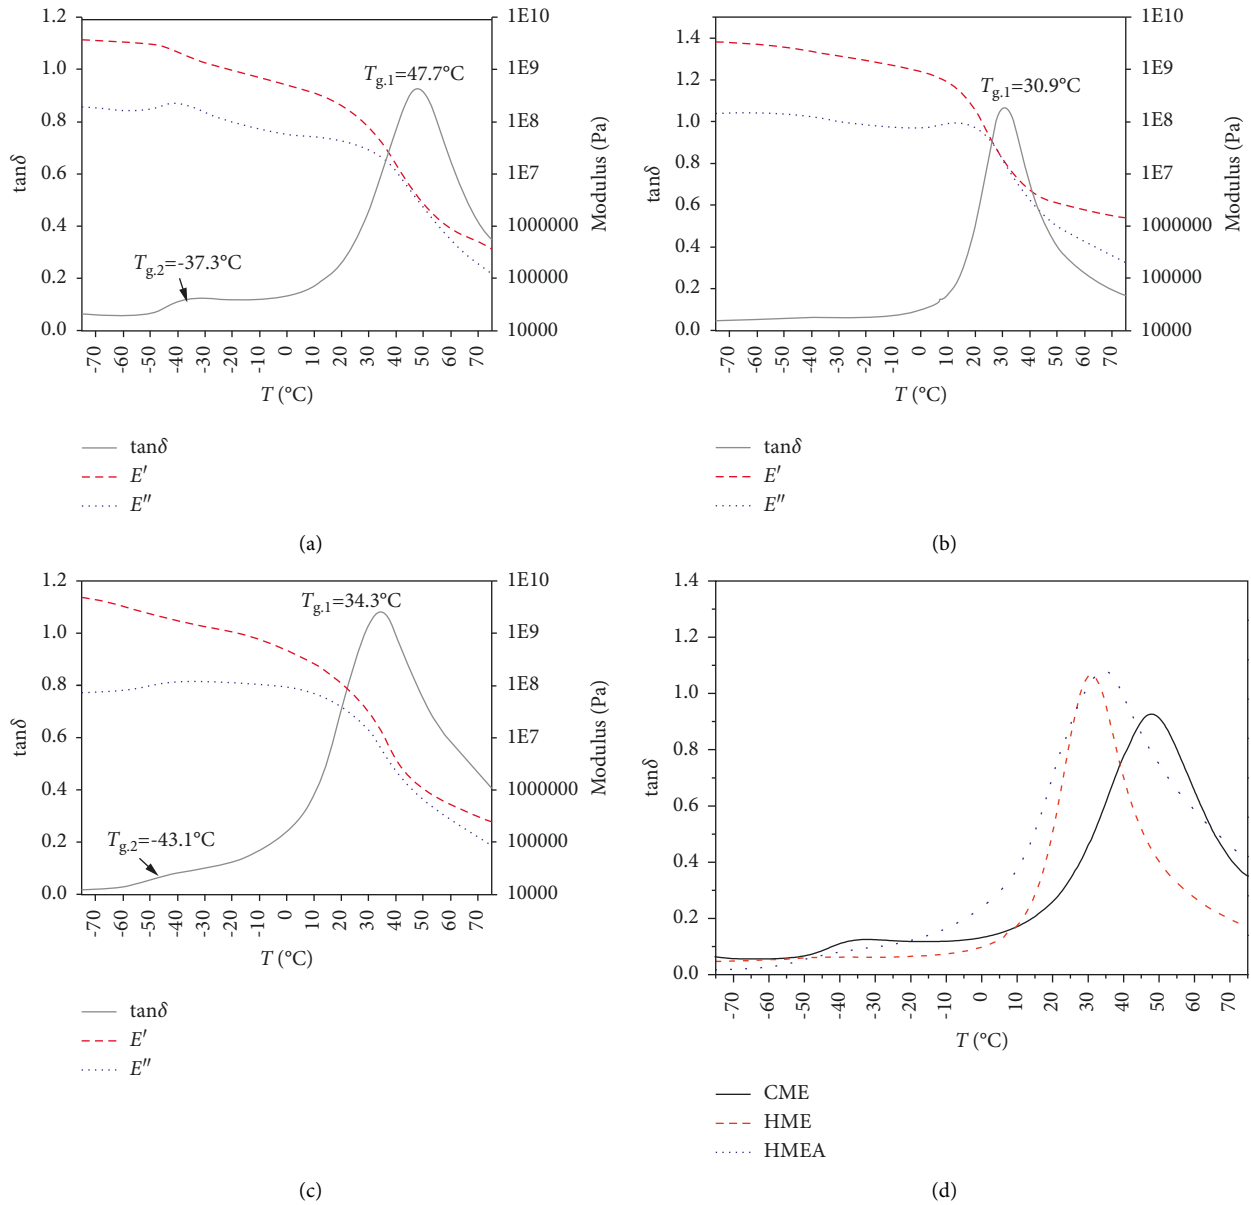 1.2
1.0
0.8
0.6
0.4
0.2
0.0
tanδ
1E10
1E9
1E8
1E7
1000000
100000
10000
Modulus (Pa)
Tg.1=47.7°C
Tg.2=-37.3°C
-70 -60 -50 -40 -30 -20 -10 0 10 20 30 40 50 60 70
T (°C)
tanδ
E′
E″
(a)
1.4
1.2
1.0
0.8
0.6
0.4
0.2
0.0
tanδ
1E10
1E9
1E8
1E7
1000000
100000
10000
Modulus (Pa)
Tg.1=30.9°C
-70 -60 -50 -40 -30 -20 -10 0 10 20 30 40 50 60 70
T (°C)
tanδ
E′
E″
(b)
1.2
1.0
0.8
0.6
0.4
0.2
0.0
tanδ
1E10
1E9
1E8
1E7
1000000
100000
10000
Modulus (Pa)
Tg.1=34.3°C
Tg.2=-43.1°C
-70 -60 -50 -40 -30 -20 -10 0 10 20 30 40 50 60 70
T (°C)
tanδ
E′
E″
(c)
1.4
1.2
1.0
0.8
0.6
0.4
0.2
0.0
tanδ
-70 -60 -50 -40 -30 -20 -10 0 10 20 30 40 50 60 70
T (°C)
CME
HME
HMEA
(d)